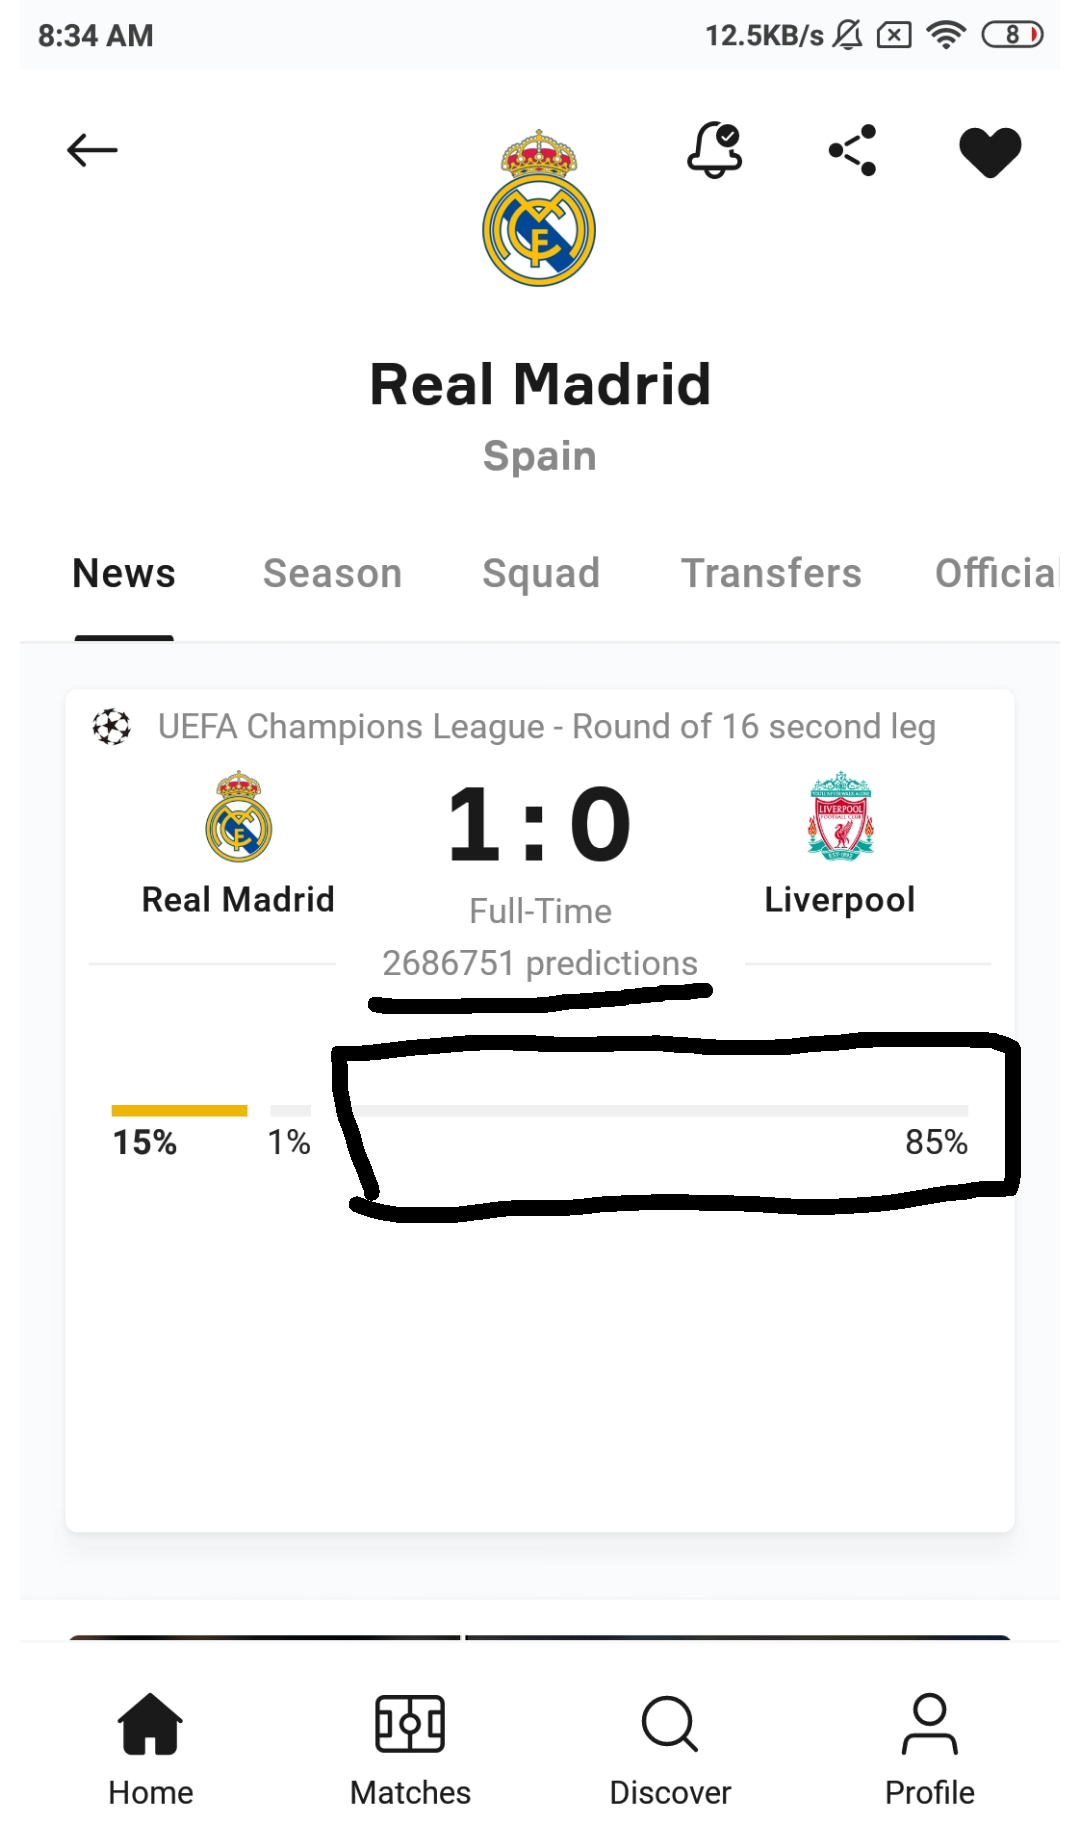 8:34 AM 12.5KB/s 8
Real Madrid
Spain
News Season Squad Transfers Official
UEFA Champions League - Round of 16 second leg
1 : 0
Real Madrid Liverpool
Full-Time
2686751 predictions
15% 1% 85%
Home Matches Discover Profile